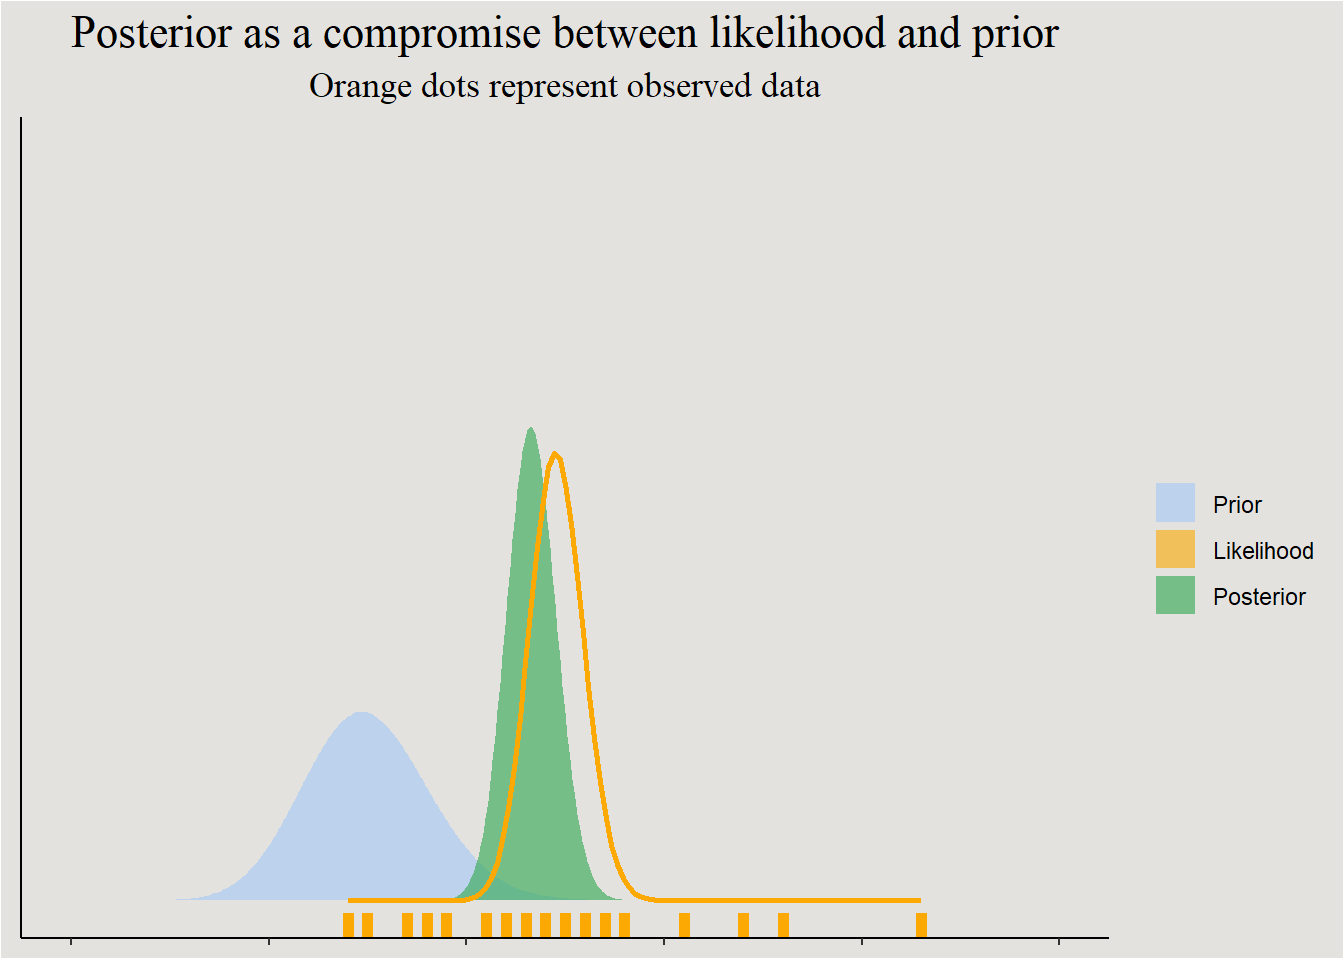 Posterior as a compromise between likelihood and prior
Orange dots represent observed data
Prior
Likelihood
Posterior